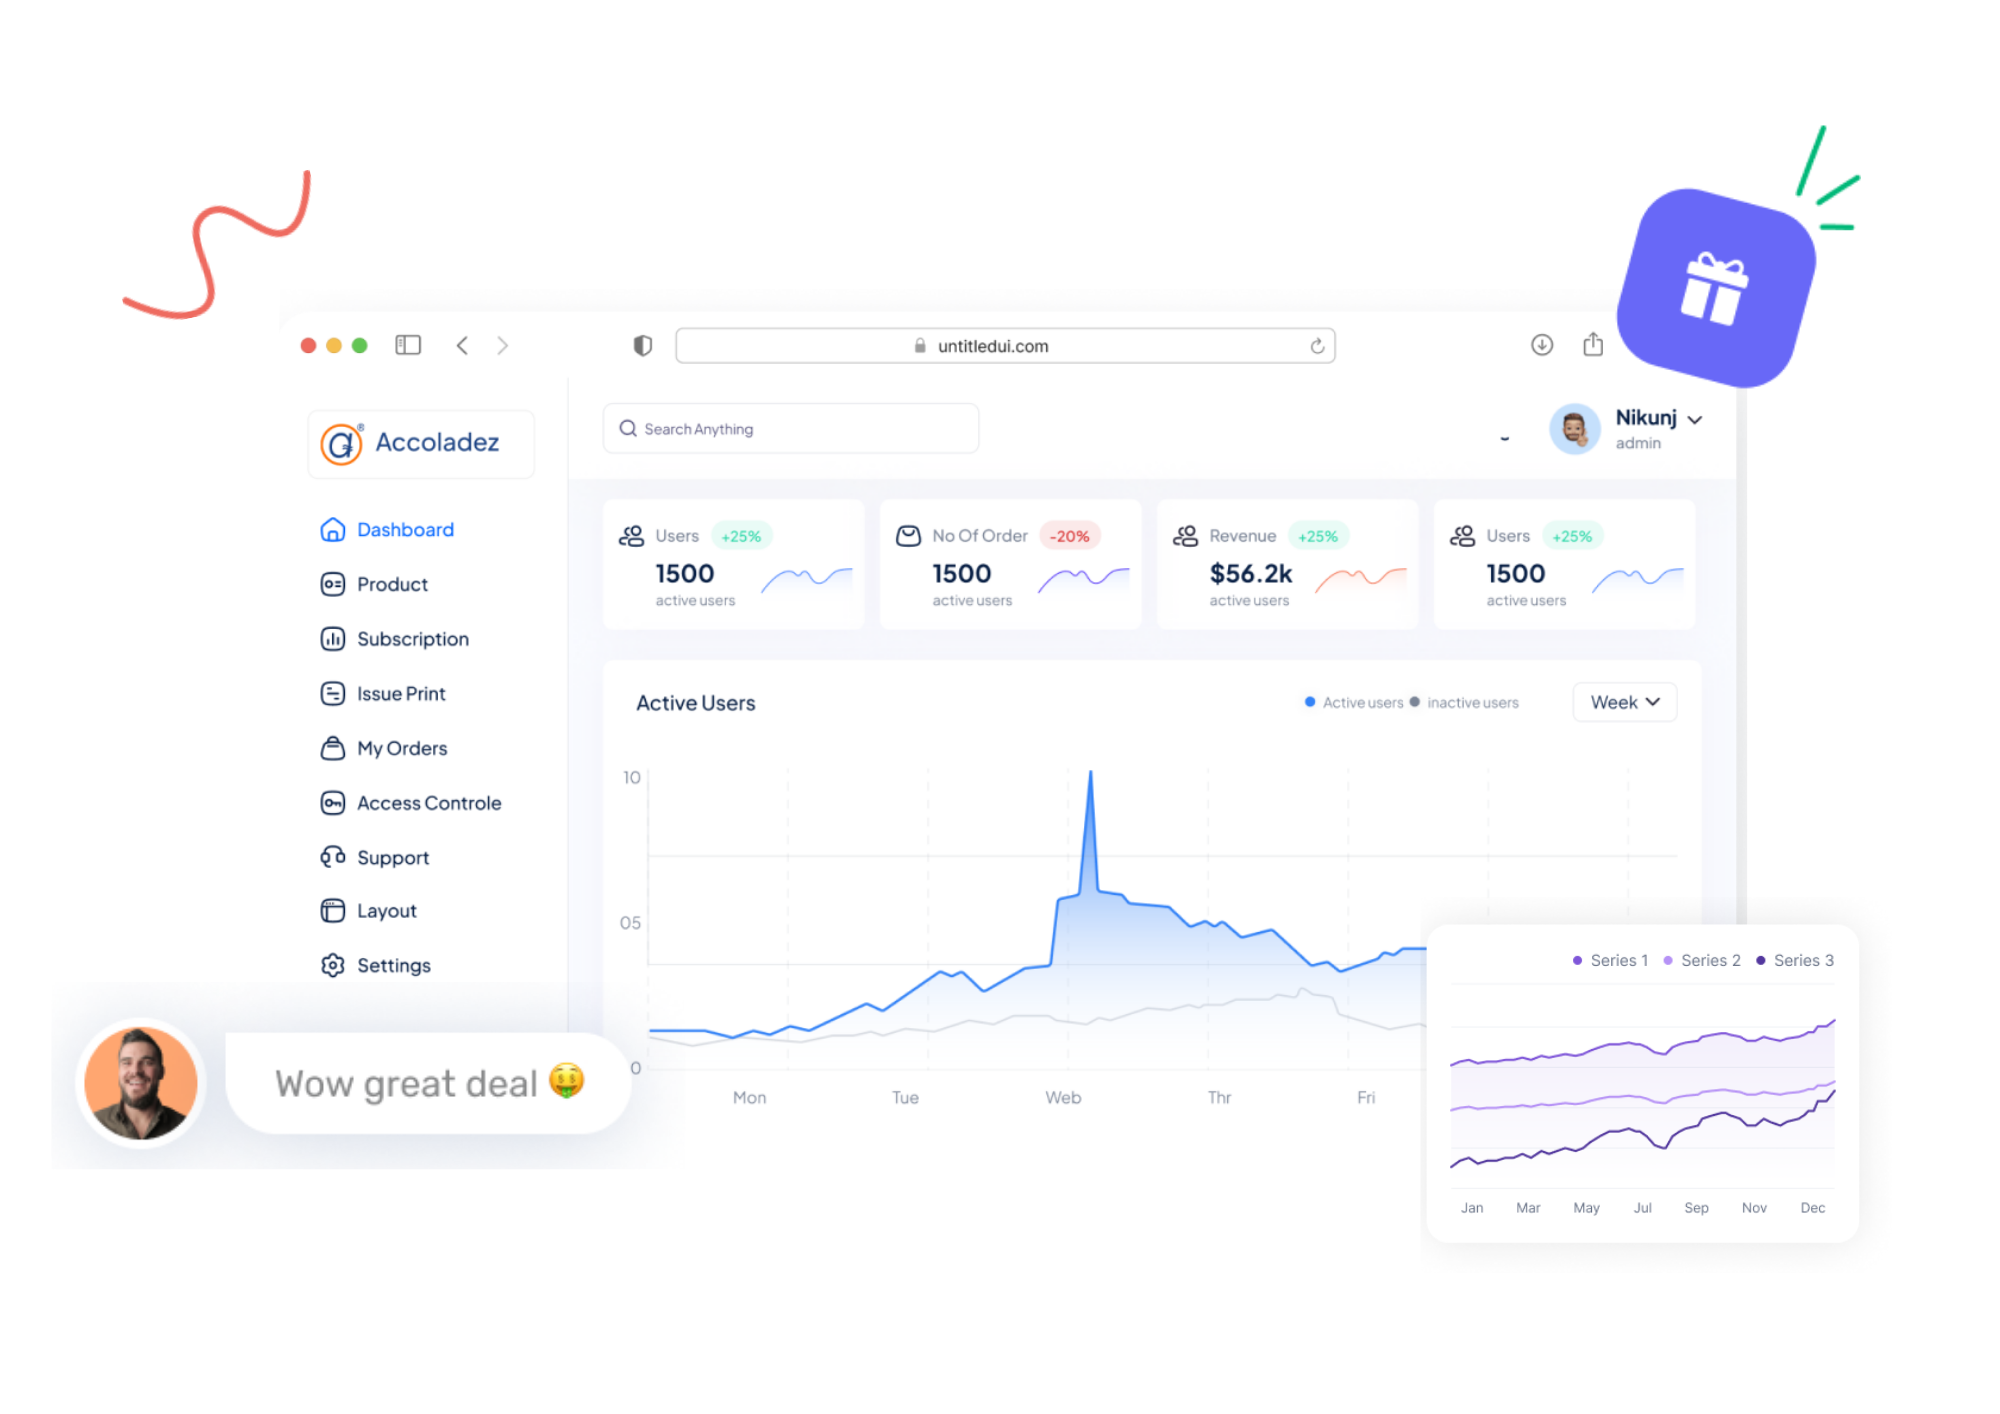 untitledui.com
Accoladez
®
Search Anything
Nikunj
admin
Dashboard
Product
Subscription
Issue Print
My Orders
Access Controle
Support
Layout
Settings
Users +25%
1500
active users
No Of Order -20%
1500
active users
Revenue +25%
$56.2k
active users
Users +25%
1500
active users
Active Users
Active users inactive users
Week
10
05
0
Mon Tue Web Thr Fri
Wow great deal 🤑
Series 1 Series 2 Series 3
Jan Mar May Jul Sep Nov Dec